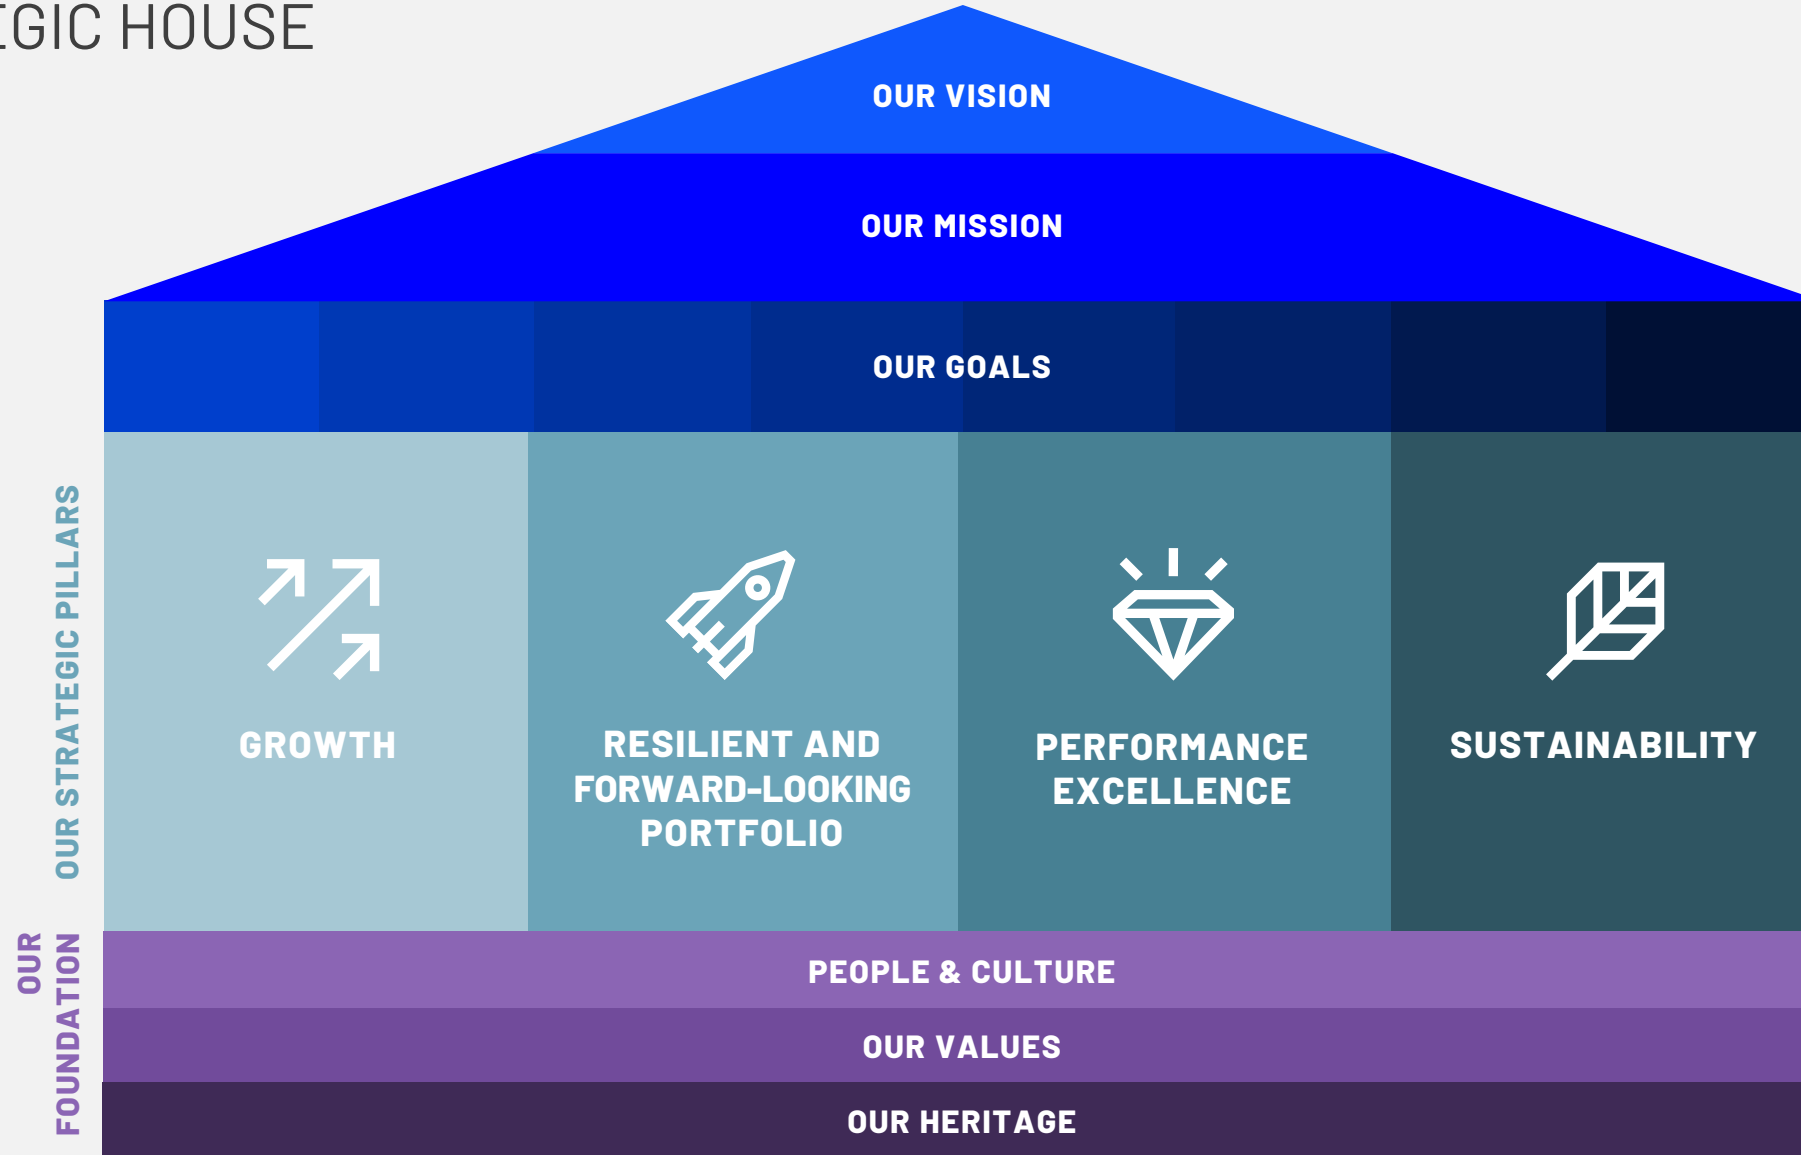 EGIC HOUSE
OUR VISION
OUR MISSION
OUR GOALS
OUR STRATEGIC PILLARS
GROWTH
RESILIENT AND
FORWARD-LOOKING
PORTFOLIO
PERFORMANCE
EXCELLENCE
SUSTAINABILITY
OUR
FOUNDATION
PEOPLE & CULTURE
OUR VALUES
OUR HERITAGE